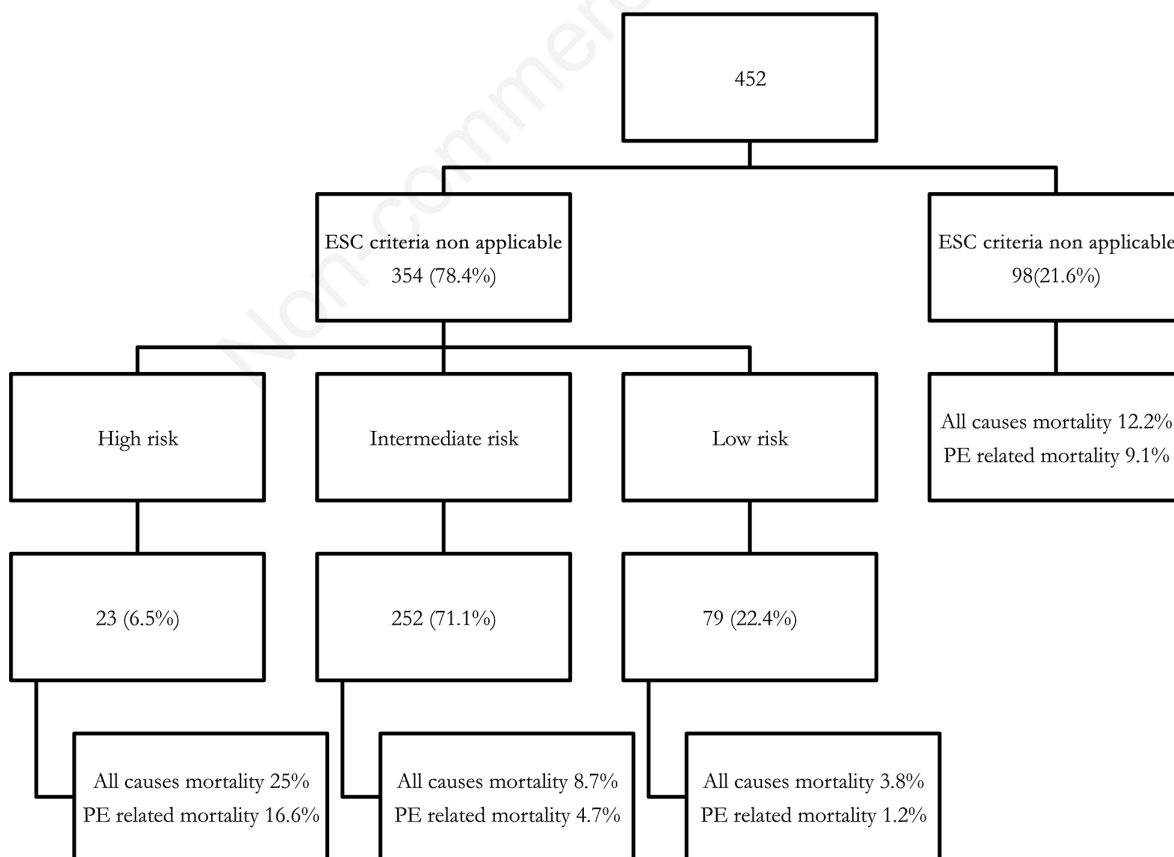 452
ESC criteria non applicable
354 (78.4%)
ESC criteria non applicable
98(21.6%)
High risk
Intermediate risk
Low risk
All causes mortality 12.2%
PE related mortality 9.1%
23 (6.5%)
252 (71.1%)
79 (22.4%)
All causes mortality 25%
PE related mortality 16.6%
All causes mortality 8.7%
PE related mortality 4.7%
All causes mortality 3.8%
PE related mortality 1.2%
Non-commerc